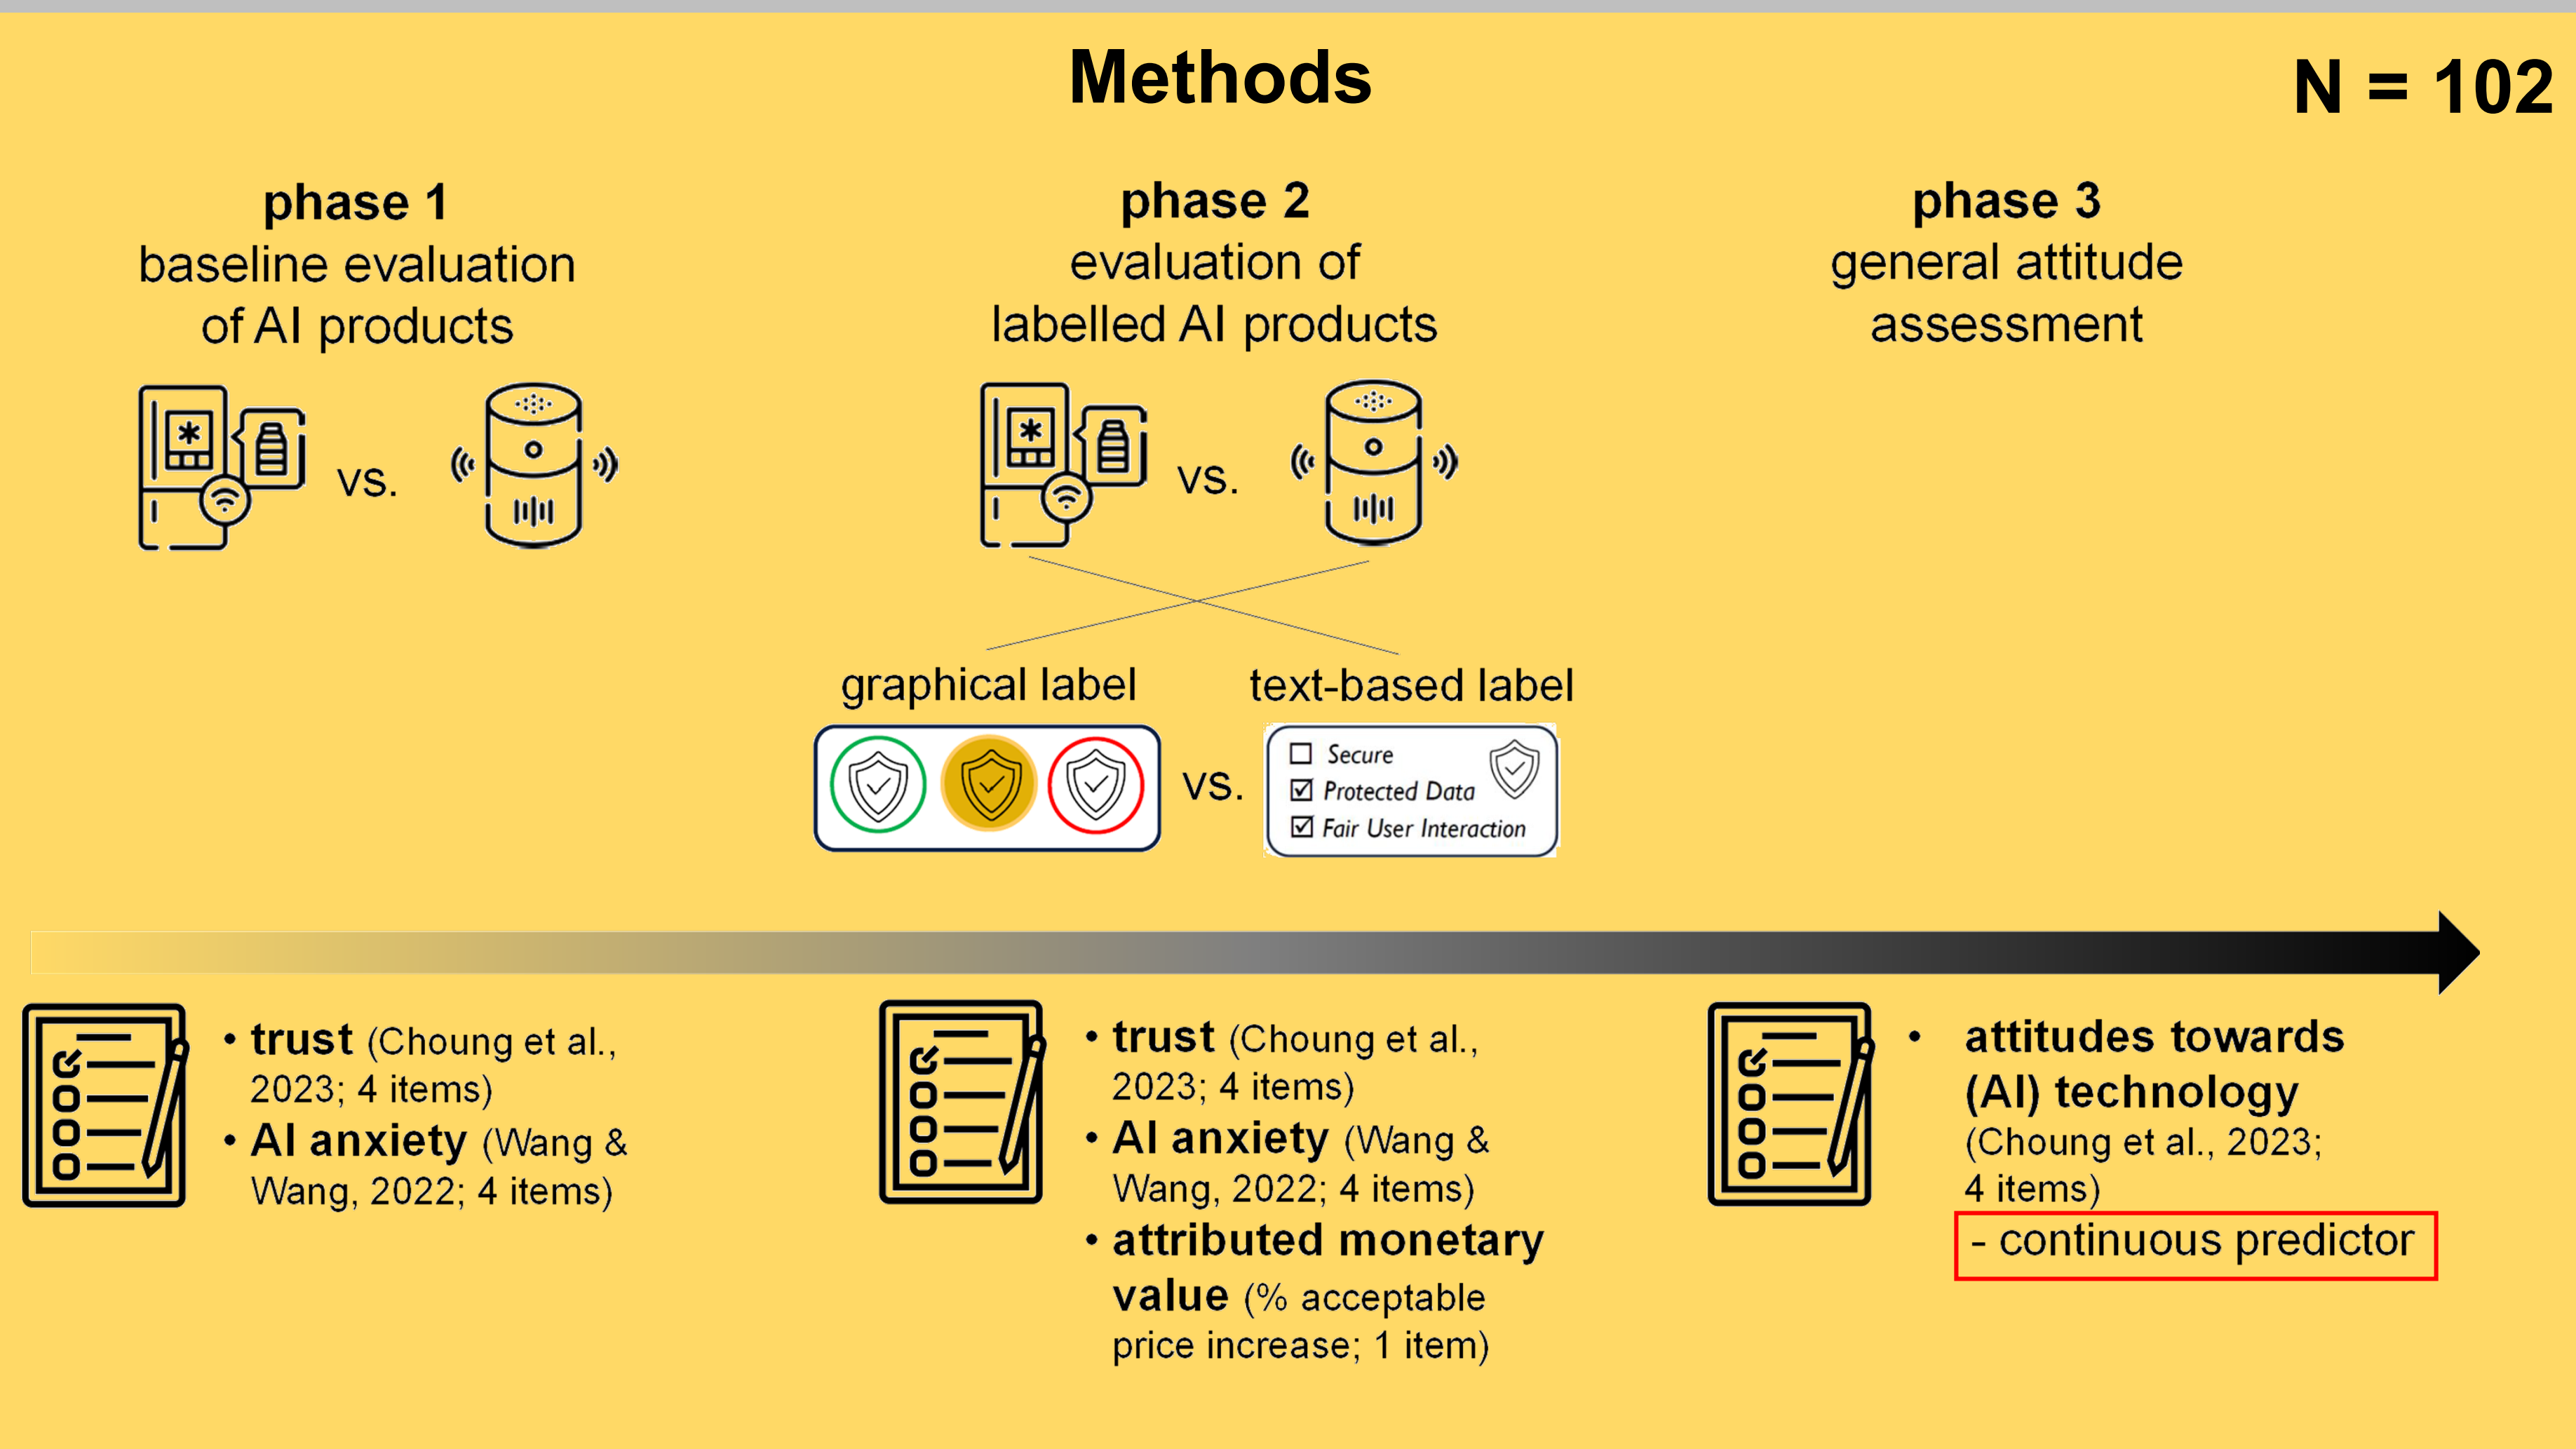 Methods
N = 102
phase 1
baseline evaluation
of AI products
vs.
phase 2
evaluation of
labelled AI products
vs.
phase 3
general attitude
assessment
graphical label
vs.
text-based label
☐ Secure
☑ Protected Data
☑ Fair User Interaction
• trust (Choung et al.,
2023; 4 items)
• AI anxiety (Wang &
Wang, 2022; 4 items)
• trust (Choung et al.,
2023; 4 items)
• AI anxiety (Wang &
Wang, 2022; 4 items)
• attributed monetary
value (% acceptable
price increase; 1 item)
• attitudes towards
(AI) technology
(Choung et al., 2023;
4 items)
- continuous predictor